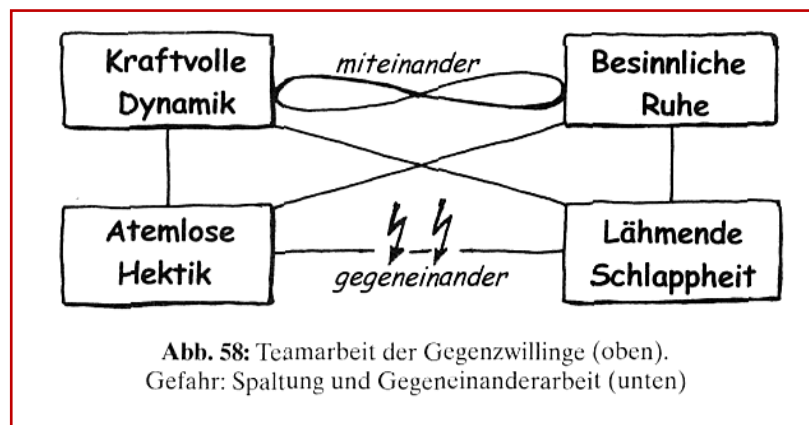 Kraftvolle
Dynamik
miteinander
Besinnliche
Ruhe
Atemlose
Hektik
gegeneinander
Lähmende
Schlappheit
Abb. 58: Teamarbeit der Gegenzwillinge (oben).
Gefahr: Spaltung und Gegeneinanderarbeit (unten)